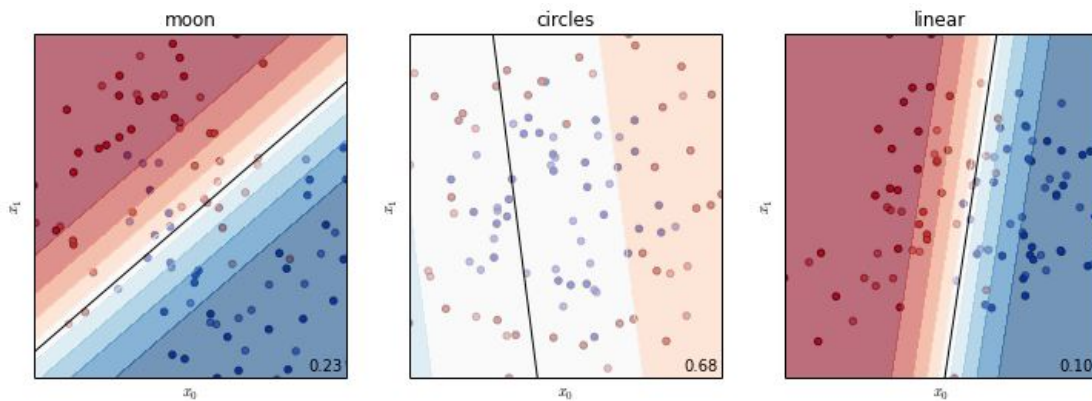 moon
circles
linear
x₁
x₁
x₁
0.23
0.68
0.10
x₀
x₀
x₀